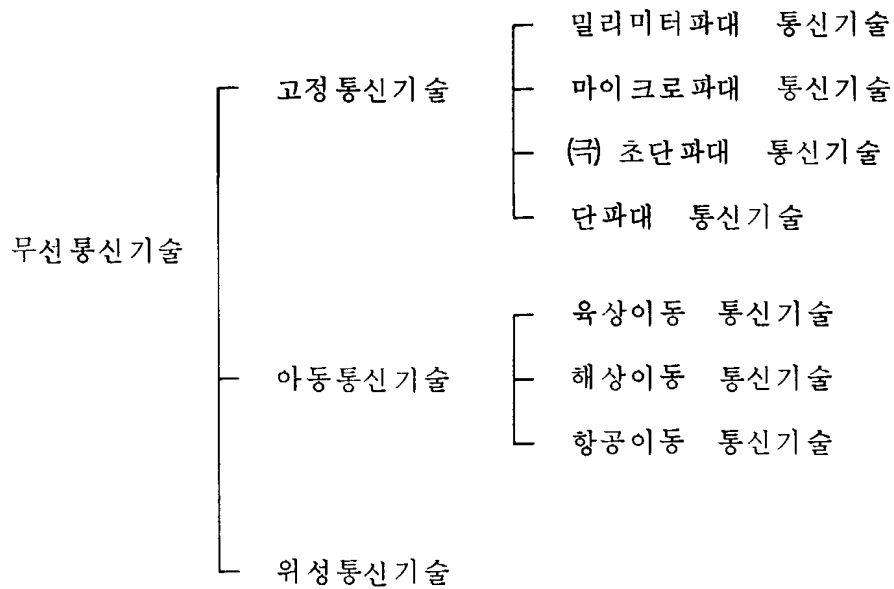 밀리미터파대 통신기술
고정통신기술
마이크로파대 통신기술
(극) 초단파대 통신기술
단파대 통신기술
무선통신기술
육상이동 통신기술
아동통신기술
해상이동 통신기술
항공이동 통신기술
위성통신기술